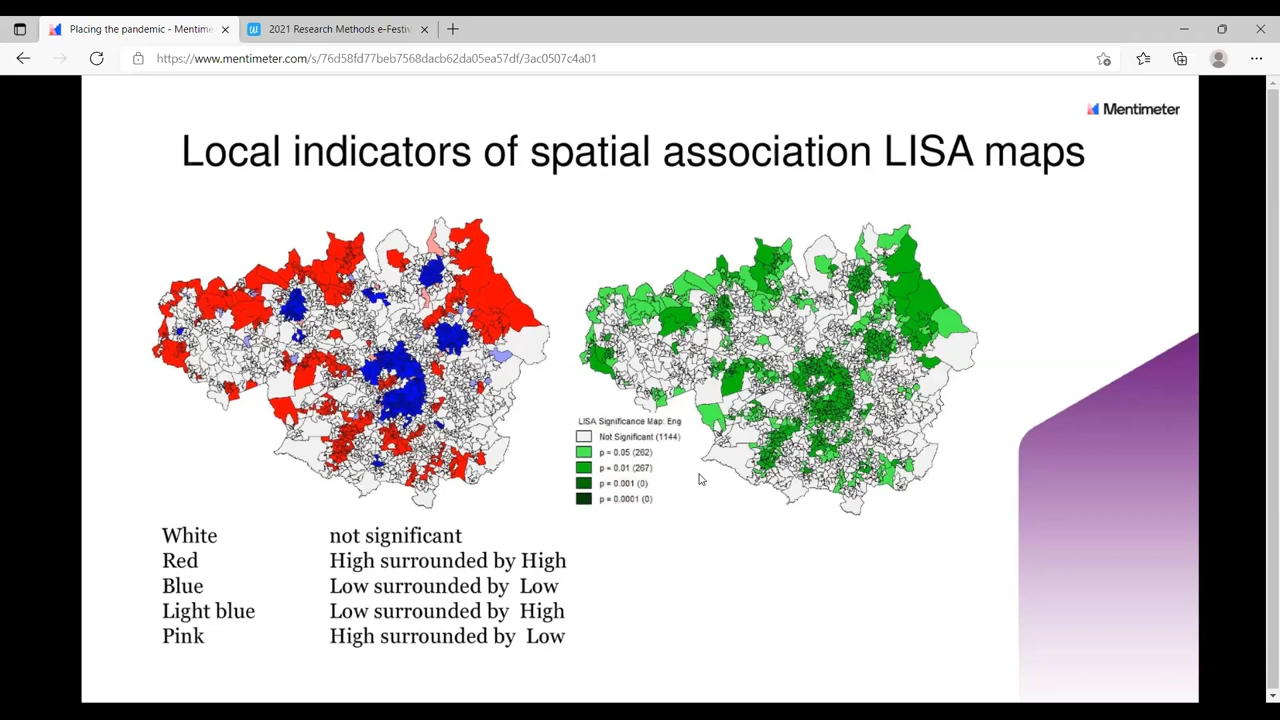 Placing the pandemic - Mentime
2021 Research Methods e-Festiv
https://www.mentimeter.com/s/76d58fd77beb7568dacb62da05ea57df/3ac0507c4a01
Mentimeter
Local indicators of spatial association LISA maps
LISA Significance Map: Eng
Not Significant (1144)
p = 0.05 (262)
p = 0.01 (267)
p = 0.001 (0)
p = 0.0001 (0)
White not significant
Red High surrounded by High
Blue Low surrounded by Low
Light blue Low surrounded by High
Pink High surrounded by Low